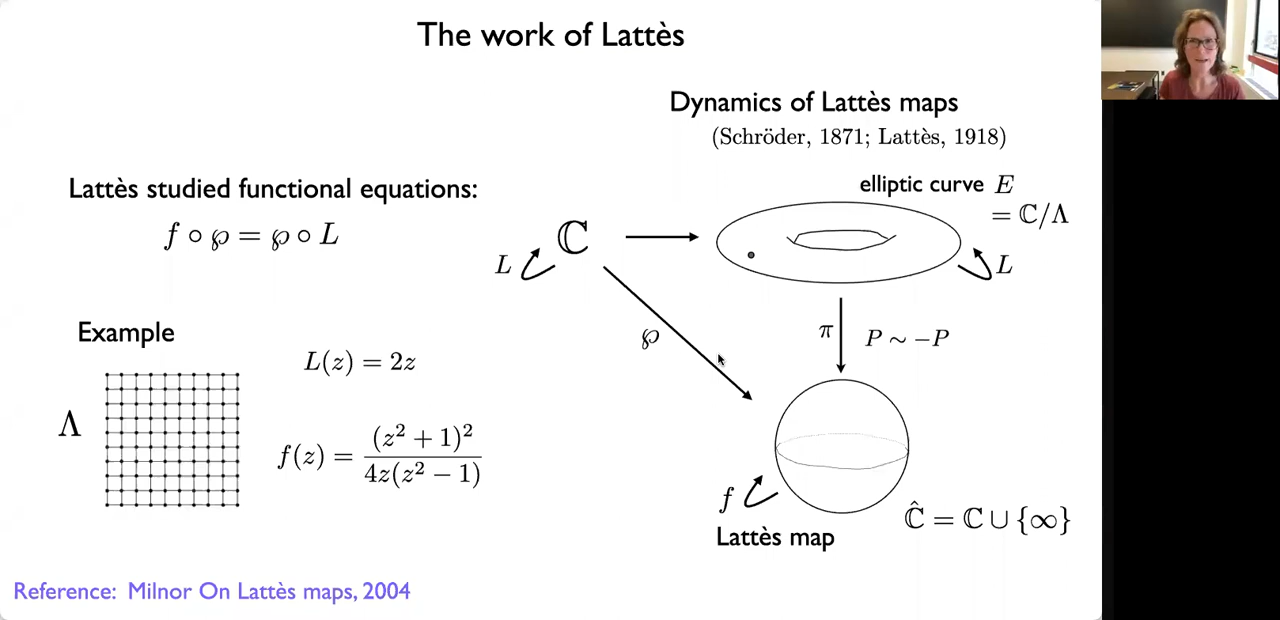 The work of Lattès
Dynamics of Lattès maps
(Schröder, 1871; Lattès, 1918)
Lattès studied functional equations:
f ∘ ℘ = ℘ ∘ L
elliptic curve E
= ℂ/Λ
ℂ
L
L
℘
π
P ∼ −P
Example
Λ
L(z) = 2z
f(z) = (z² + 1)² / 4z(z² − 1)
f
Lattès map
Ĉ = ℂ ∪ {∞}
Reference: Milnor On Lattès maps, 2004